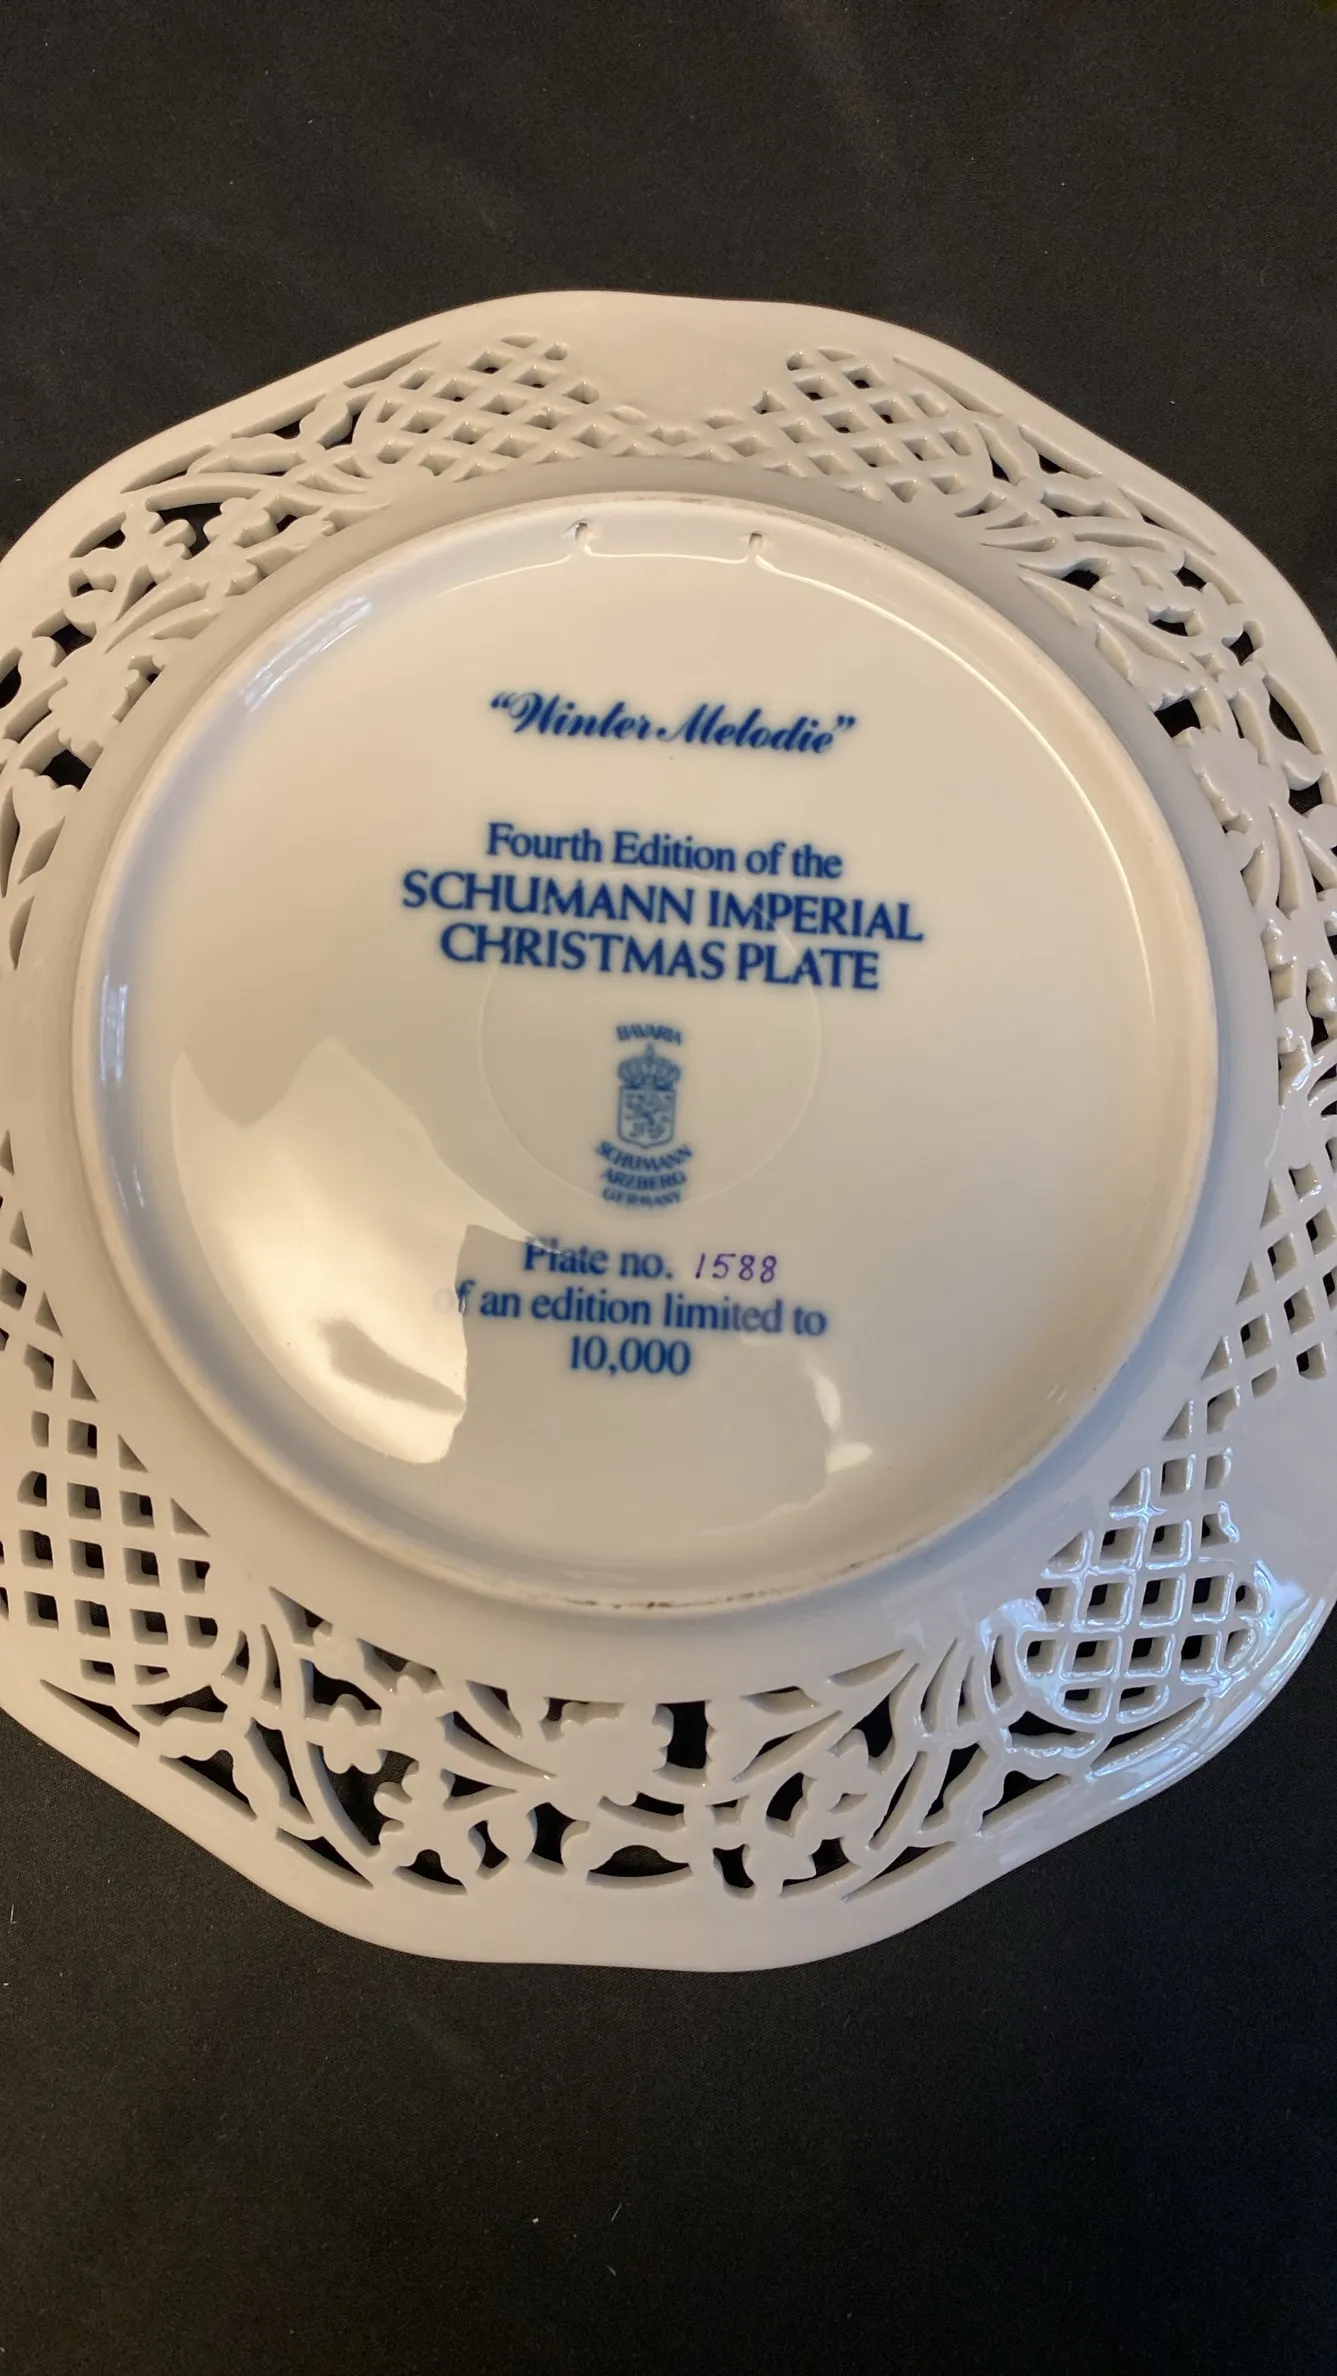 “Winter Melodie”
Fourth Edition of the
SCHUMANN IMPERIAL
CHRISTMAS PLATE
BAVARIA
SCHUMANN
ARZBERG
GERMANY
Plate no. 1588
of an edition limited to
10,000